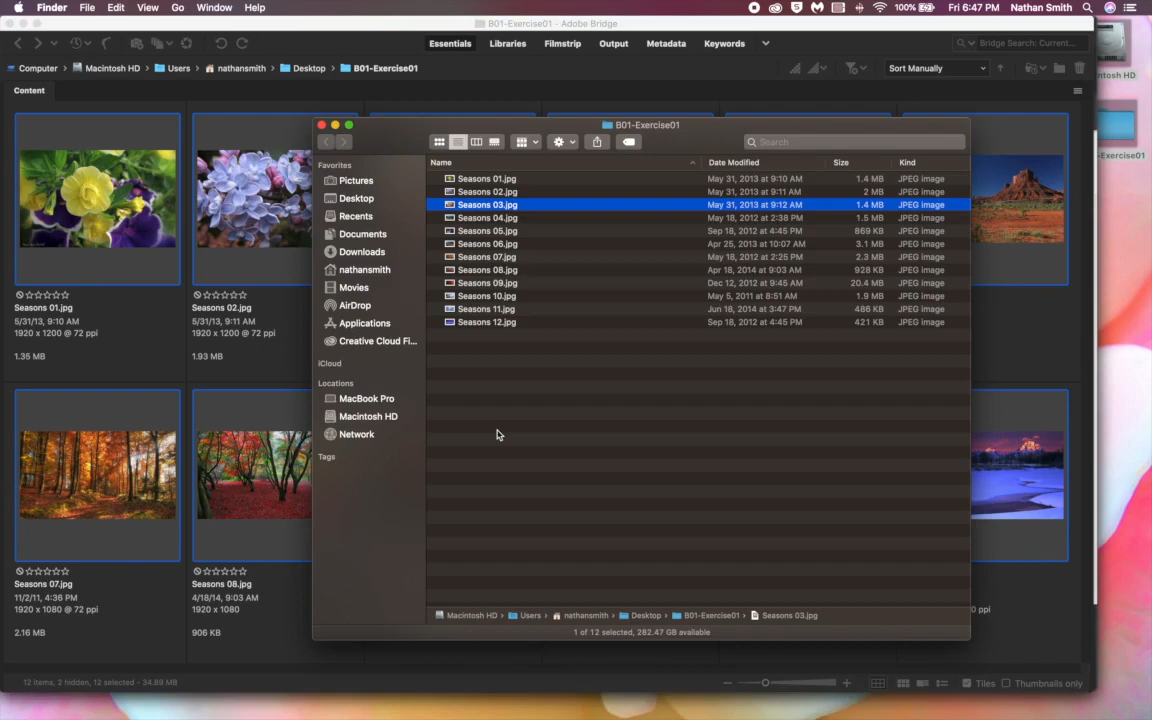 Finder File Edit View Go Window Help 100% Fri 6:47 PM Nathan Smith
B01-Exercise01 - Adobe Bridge
Essentials Libraries Filmstrip Output Metadata Keywords Bridge Search: Current...
Computer Macintosh HD Users nathansmith Desktop B01-Exercise01 Sort Manually
ntosh HD
Content
B01-Exercise01
Search
-Exercise01
Favorites
Pictures
Desktop
Recents
Documents
Downloads
nathansmith
Movies
AirDrop
Applications
Creative Cloud Fi...
iCloud
Locations
MacBook Pro
Macintosh HD
Network
Tags
Name Date Modified Size Kind
Seasons 01.jpg May 31, 2013 at 9:10 AM 1.4 MB JPEG image
Seasons 02.jpg May 31, 2013 at 9:11 AM 2 MB JPEG image
Seasons 03.jpg May 31, 2013 at 9:12 AM 1.4 MB JPEG image
Seasons 04.jpg May 18, 2012 at 2:38 PM 1.5 MB JPEG image
Seasons 05.jpg Sep 18, 2012 at 4:45 PM 869 KB JPEG image
Seasons 06.jpg Apr 25, 2013 at 10:07 AM 3.1 MB JPEG image
Seasons 07.jpg May 18, 2012 at 2:25 PM 2.3 MB JPEG image
Seasons 08.jpg Apr 18, 2014 at 9:03 AM 928 KB JPEG image
Seasons 09.jpg Dec 12, 2012 at 9:45 AM 20.4 MB JPEG image
Seasons 10.jpg May 5, 2011 at 8:51 AM 1.9 MB JPEG image
Seasons 11.jpg Jun 18, 2014 at 3:47 PM 486 KB JPEG image
Seasons 12.jpg Sep 18, 2012 at 4:45 PM 421 KB JPEG image
Seasons 01.jpg
5/31/13, 9:10 AM
1920 x 1200 @ 72 ppi
1.35 MB
Seasons 02.jpg
5/31/13, 9:11 AM
1920 x 1200 @ 72 ppi
1.93 MB
Seasons 07.jpg
11/2/11, 4:36 PM
1920 x 1080 @ 72 ppi
2.16 MB
Seasons 08.jpg
4/18/14, 9:03 AM
1920 x 1080
906 KB
0 ppi
Macintosh HD Users nathansmith Desktop B01-Exercise01 Seasons 03.jpg
1 of 12 selected, 282.47 GB available
12 items, 2 hidden, 12 selected - 34.89 MB Tiles Thumbnails only